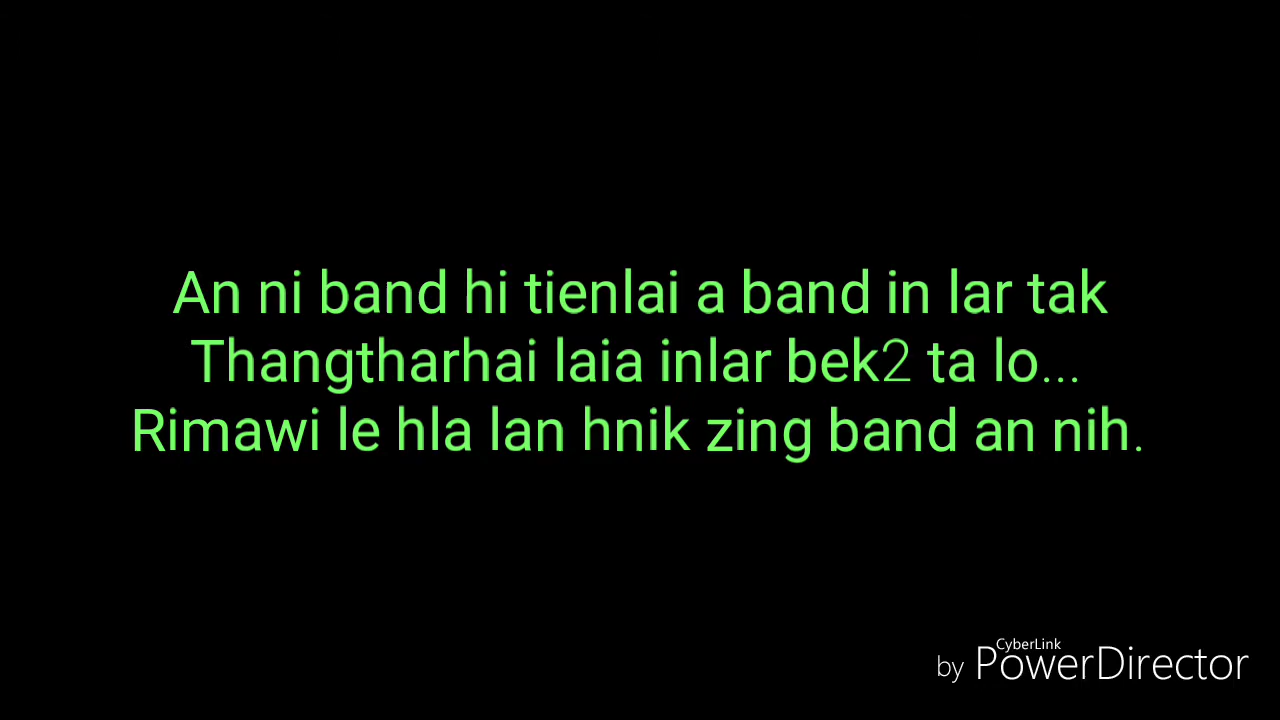 An ni band hi tienlai a band in lar tak
Thangtharhai laia inlar bek2 ta lo...
Rimawi le hla lan hnik zing band an nih.
by CyberLink PowerDirector